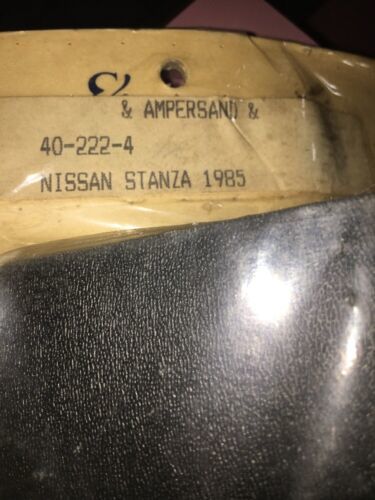 & AMPERSAND &
40-222-4
NISSAN STANZA 1985